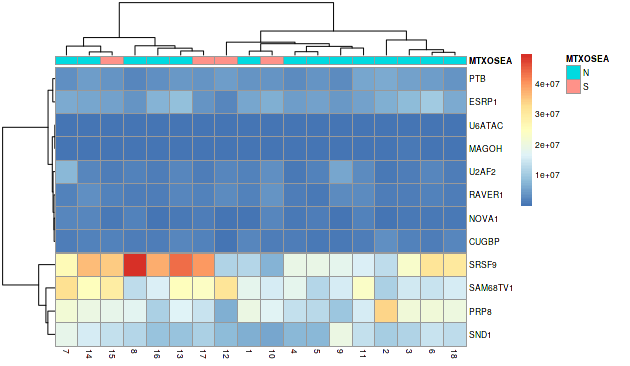 MTXOSEA
PTB
ESRP1
U6ATAC
MAGOH
U2AF2
RAVER1
NOVA1
CUGBP
SRSF9
SAM68TV1
PRP8
SND1
7 14 15 8 16 13 17 12 1 10 4 5 9 11 2 3 6 18
4e+07
3e+07
2e+07
1e+07
MTXOSEA
N
S